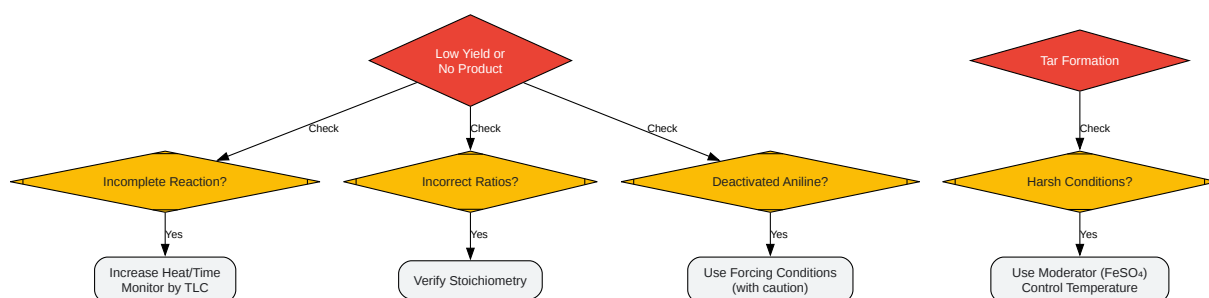 Low Yield or
No Product
Tar Formation
Check
Check
Check
Check
Incomplete Reaction?
Incorrect Ratios?
Deactivated Aniline?
Harsh Conditions?
Yes
Yes
Yes
Yes
Increase Heat/Time
Monitor by TLC
Verify Stoichiometry
Use Forcing Conditions
(with caution)
Use Moderator (FeSO₄)
Control Temperature